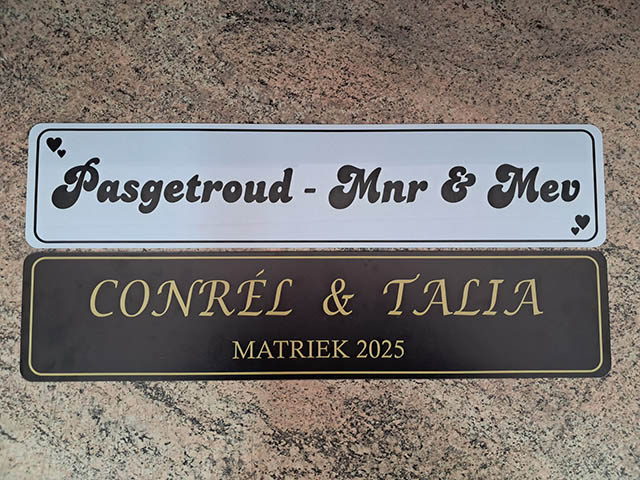 Pasgetroud - Mnr & Mev
CONRÉL & TALIA
MATRIEK 2025